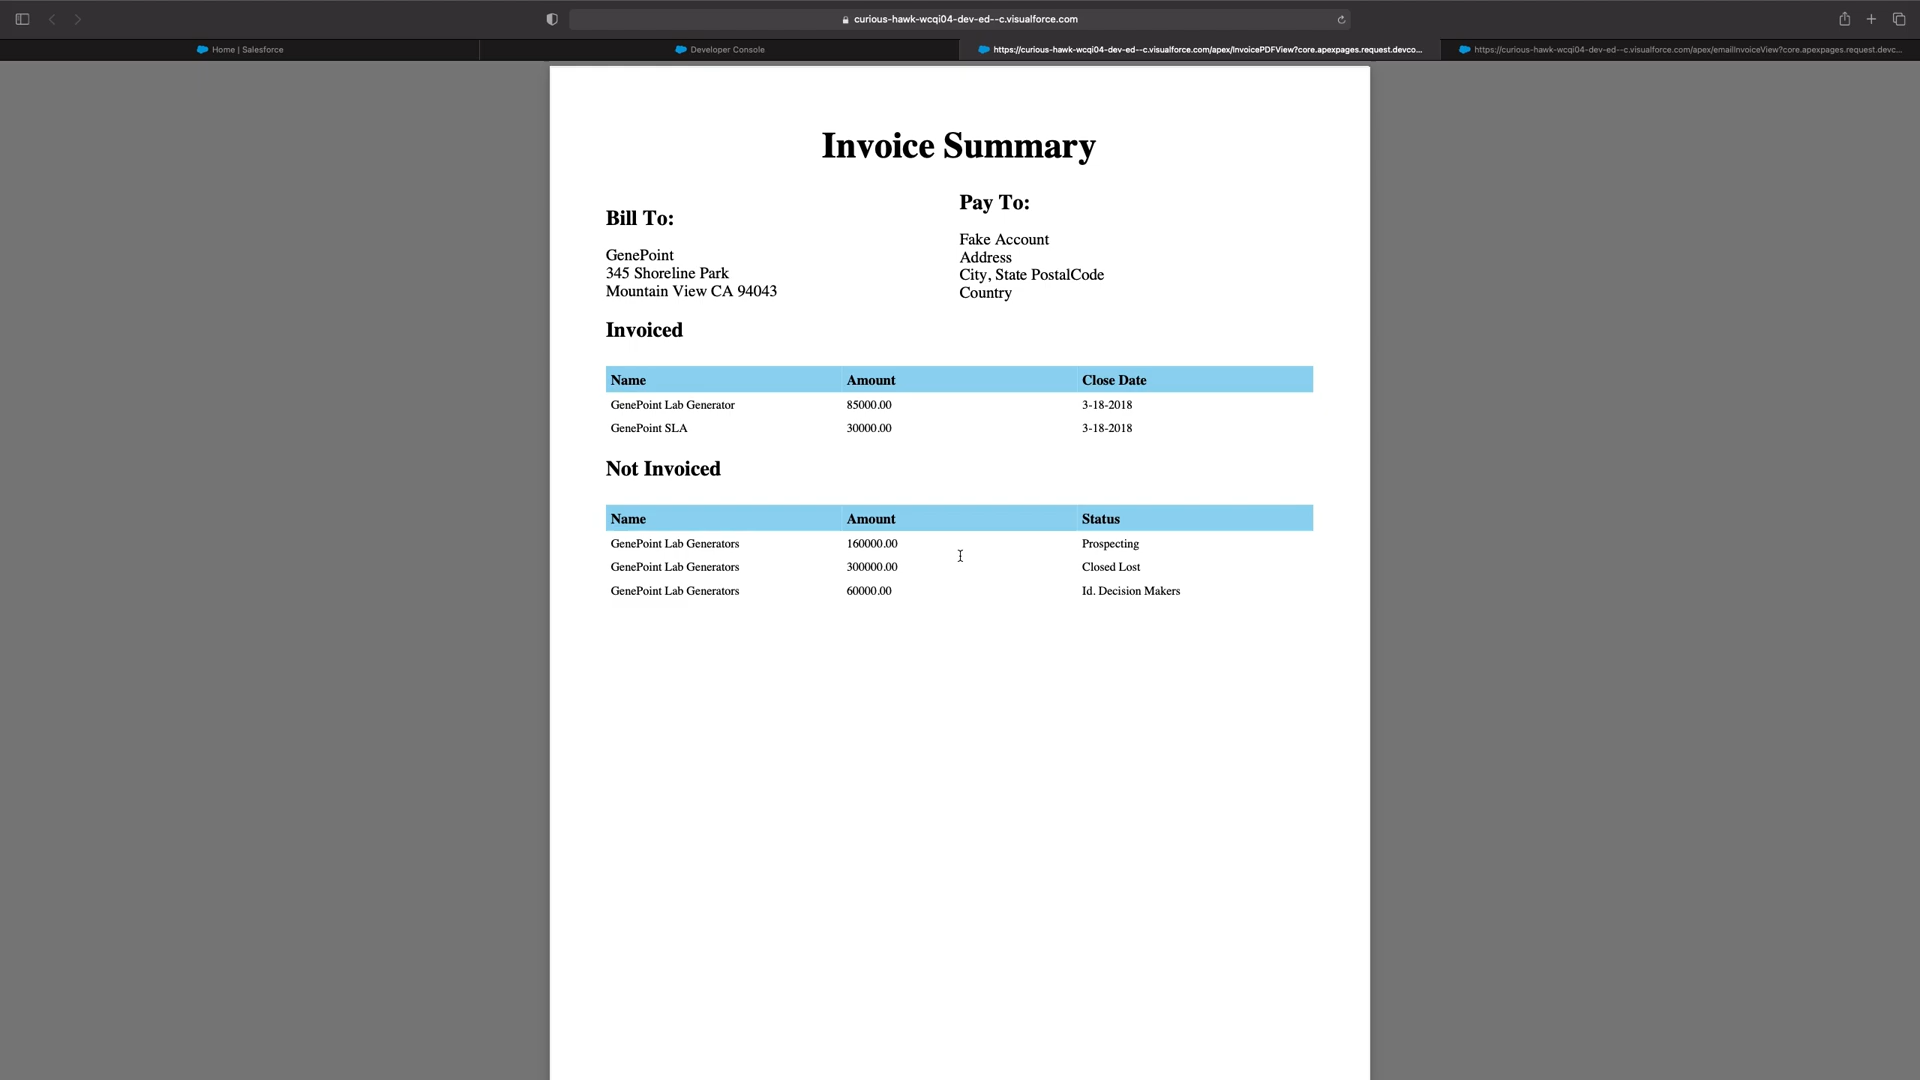 curious-hawk-wcqi04-dev-ed--c.visualforce.com
Home | Salesforce
Developer Console
https://curious-hawk-wcqi04-dev-ed--c.visualforce.com/apex/InvoicePDFView?core.apexpages.request.devco...
https://curious-hawk-wcqi04-dev-ed--c.visualforce.com/apex/emailInvoiceView?core.apexpages.request.devc...
Invoice Summary
Bill To:
GenePoint
345 Shoreline Park
Mountain View CA 94043
Pay To:
Fake Account
Address
City, State PostalCode
Country
Invoiced
Name Amount Close Date
GenePoint Lab Generator 85000.00 3-18-2018
GenePoint SLA 30000.00 3-18-2018
Not Invoiced
Name Amount Status
GenePoint Lab Generators 160000.00 Prospecting
GenePoint Lab Generators 300000.00 Closed Lost
GenePoint Lab Generators 60000.00 Id. Decision Makers